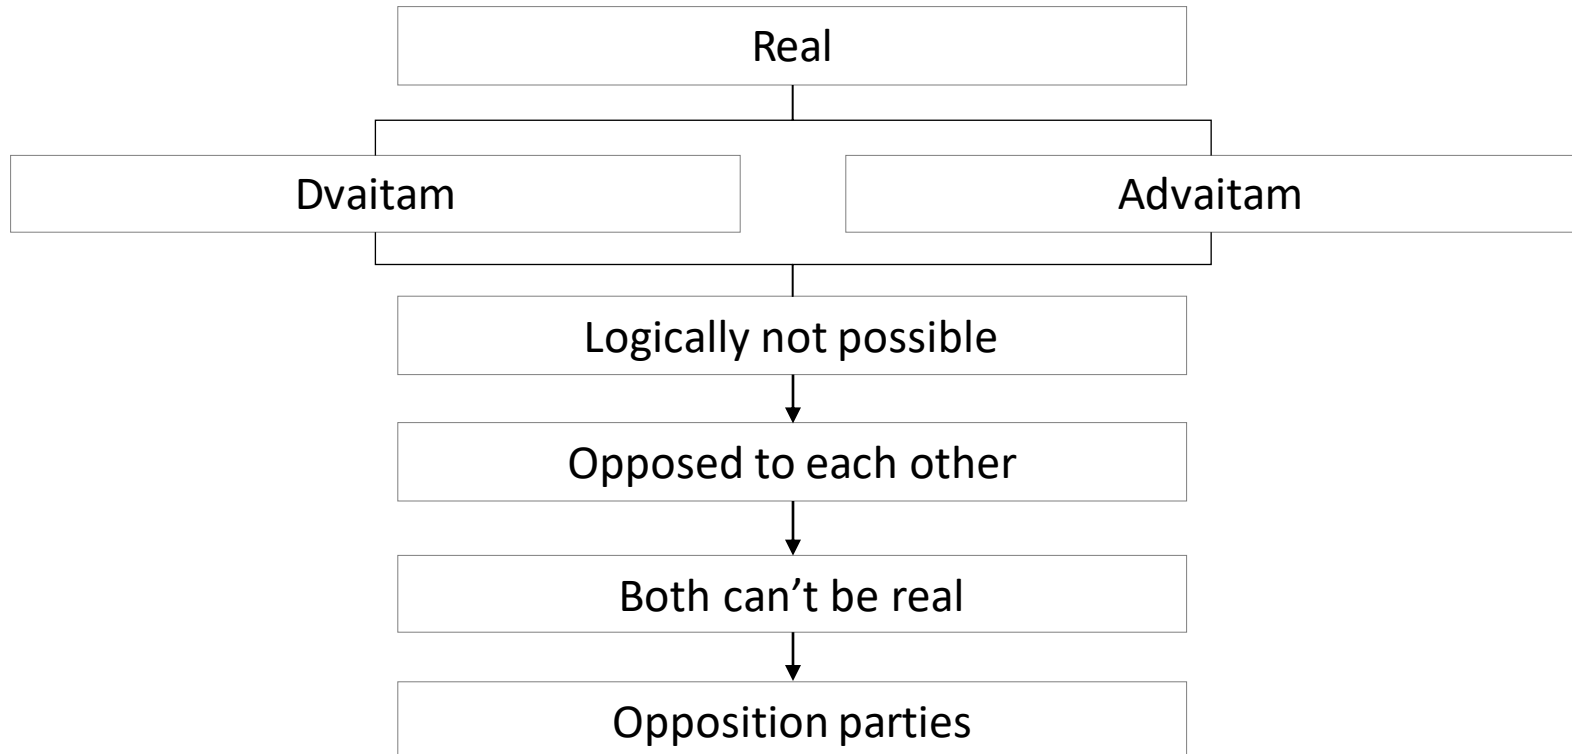 Real
Dvaitam
Advaitam
Logically not possible
Opposed to each other
Both can’t be real
Opposition parties